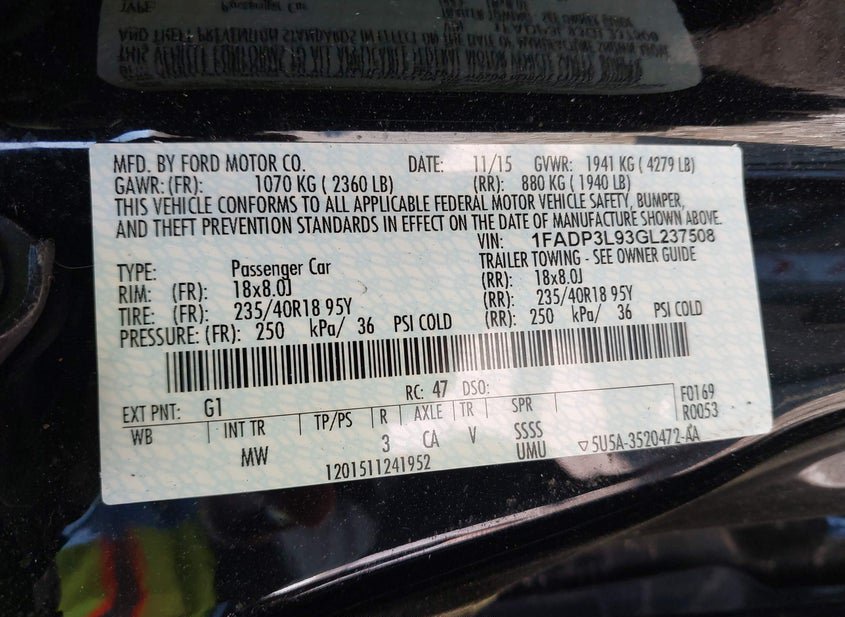 MFD. BY FORD MOTOR CO. DATE: 11/15 GVWR: 1941 KG ( 4279 LB)
GAWR: (FR): 1070 KG ( 2360 LB) (RR): 880 KG ( 1940 LB)
THIS VEHICLE CONFORMS TO ALL APPLICABLE FEDERAL MOTOR VEHICLE SAFETY, BUMPER,
AND THEFT PREVENTION STANDARDS IN EFFECT ON THE DATE OF MANUFACTURE SHOWN ABOVE.
VIN: 1FADP3L93GL237508
TYPE: Passenger Car TRAILER TOWING - SEE OWNER GUIDE
RIM: (FR): 18x8.0J (RR): 18x8.0J
TIRE: (FR): 235/40R18 95Y (RR): 235/40R18 95Y
PRESSURE: (FR): 250 kPa/ 36 PSI COLD (RR): 250 kPa/ 36 PSI COLD
RC: 47 DSO:
EXT PNT: G1 F0169
WB INT TR TP/PS R AXLE TR SPR R0053
MW 3 CA V SSSS
1201511241952 UMU ▽5U5A-3520472-AA